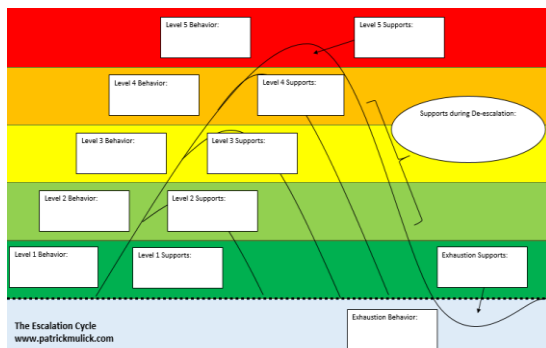 Level 5 Behavior:
Level 5 Supports:
Level 4 Behavior:
Level 4 Supports:
Supports during De-escalation:
Level 3 Behavior:
Level 3 Supports:
Level 2 Behavior:
Level 2 Supports:
Level 1 Behavior:
Level 1 Supports:
Exhaustion Supports:
Exhaustion Behavior:
The Escalation Cycle
www.patrickmulick.com